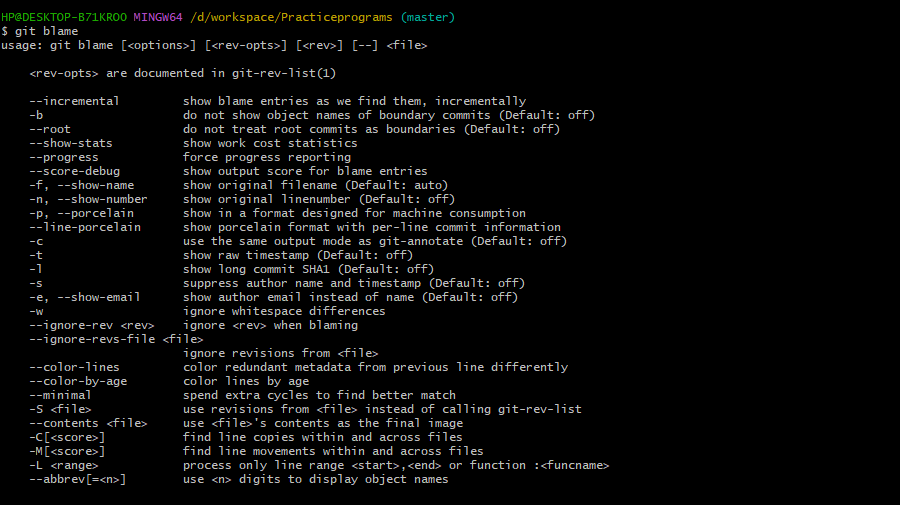 HP@DESKTOP-B71KROO MINGW64 /d/workspace/Practiceprograms (master)
$ git blame
usage: git blame [<options>] [<rev-opts>] [<rev>] [--] <file>

    <rev-opts> are documented in git-rev-list(1)

    --incremental         show blame entries as we find them, incrementally
    -b                    do not show object names of boundary commits (Default: off)
    --root                do not treat root commits as boundaries (Default: off)
    --show-stats          show work cost statistics
    --progress            force progress reporting
    --score-debug         show output score for blame entries
    -f, --show-name       show original filename (Default: auto)
    -n, --show-number     show original linenumber (Default: off)
    -p, --porcelain       show in a format designed for machine consumption
    --line-porcelain      show porcelain format with per-line commit information
    -c                    use the same output mode as git-annotate (Default: off)
    -t                    show raw timestamp (Default: off)
    -l                    show long commit SHA1 (Default: off)
    -s                    suppress author name and timestamp (Default: off)
    -e, --show-email      show author email instead of name (Default: off)
    -w                    ignore whitespace differences
    --ignore-rev <rev>    ignore <rev> when blaming
    --ignore-revs-file <file>
                          ignore revisions from <file>
    --color-lines         color redundant metadata from previous line differently
    --color-by-age        color lines by age
    --minimal             spend extra cycles to find better match
    -S <file>             use revisions from <file> instead of calling git-rev-list
    --contents <file>     use <file>'s contents as the final image
    -C[<score>]           find line copies within and across files
    -M[<score>]           find line movements within and across files
    -L <range>            process only line range <start>,<end> or function :<funcname>
    --abbrev[=<n>]        use <n> digits to display object names